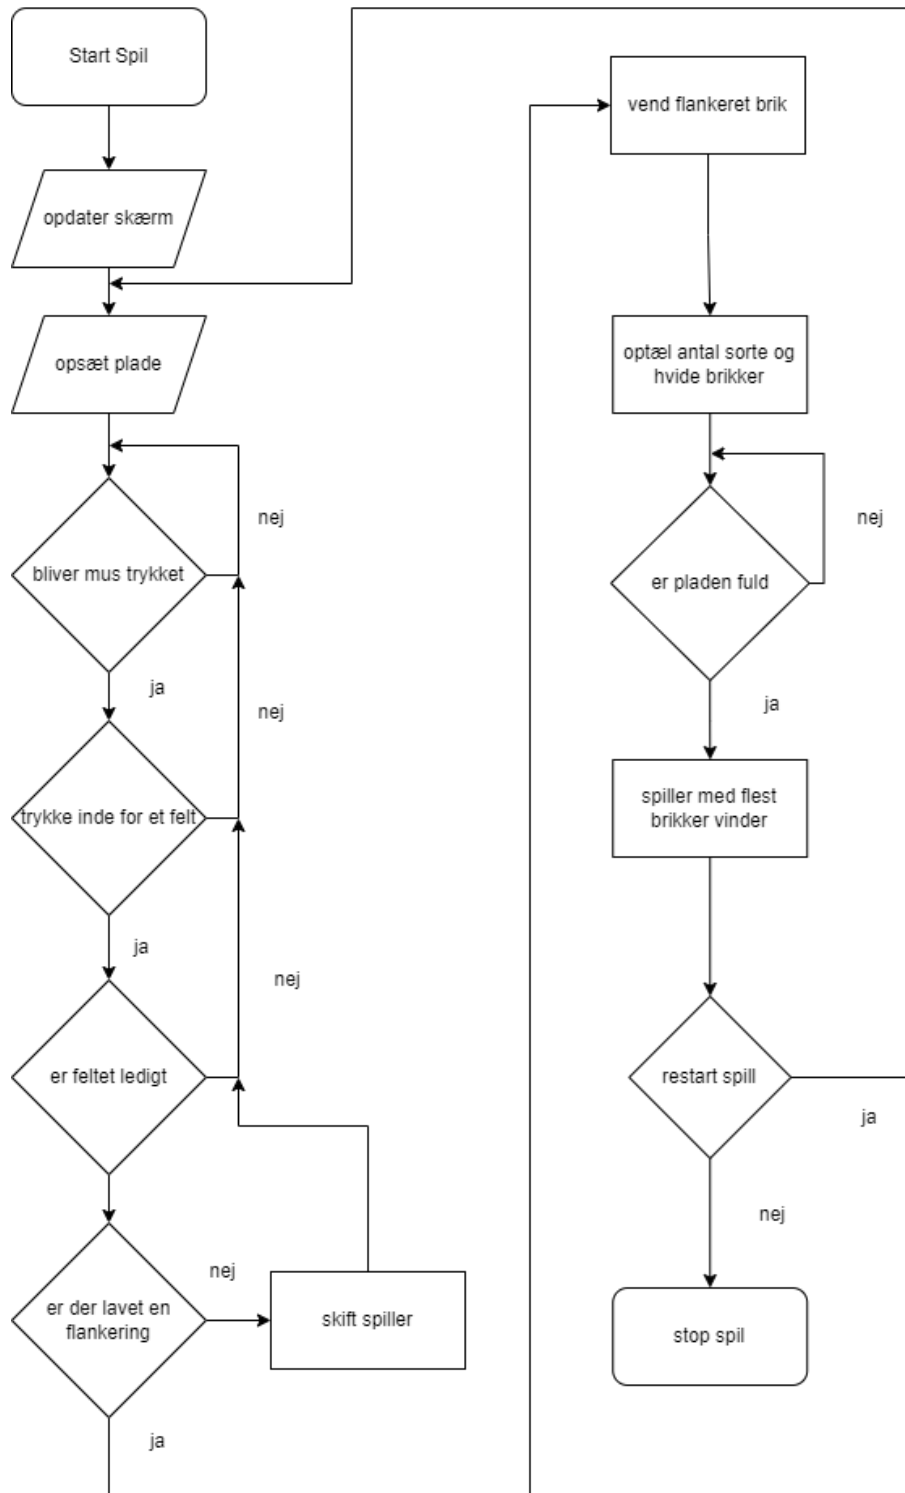 Start Spil
opdater skærm
opsæt plade
nej
bliver mus trykket
ja
nej
trykke inde for et felt
ja
nej
er feltet ledigt
nej
er der lavet en
flankering
skift spiller
ja
vend flankeret brik
optæl antal sorte og
hvide brikker
nej
er pladen fuld
ja
spiller med flest
brikker vinder
restart spill
ja
nej
stop spil